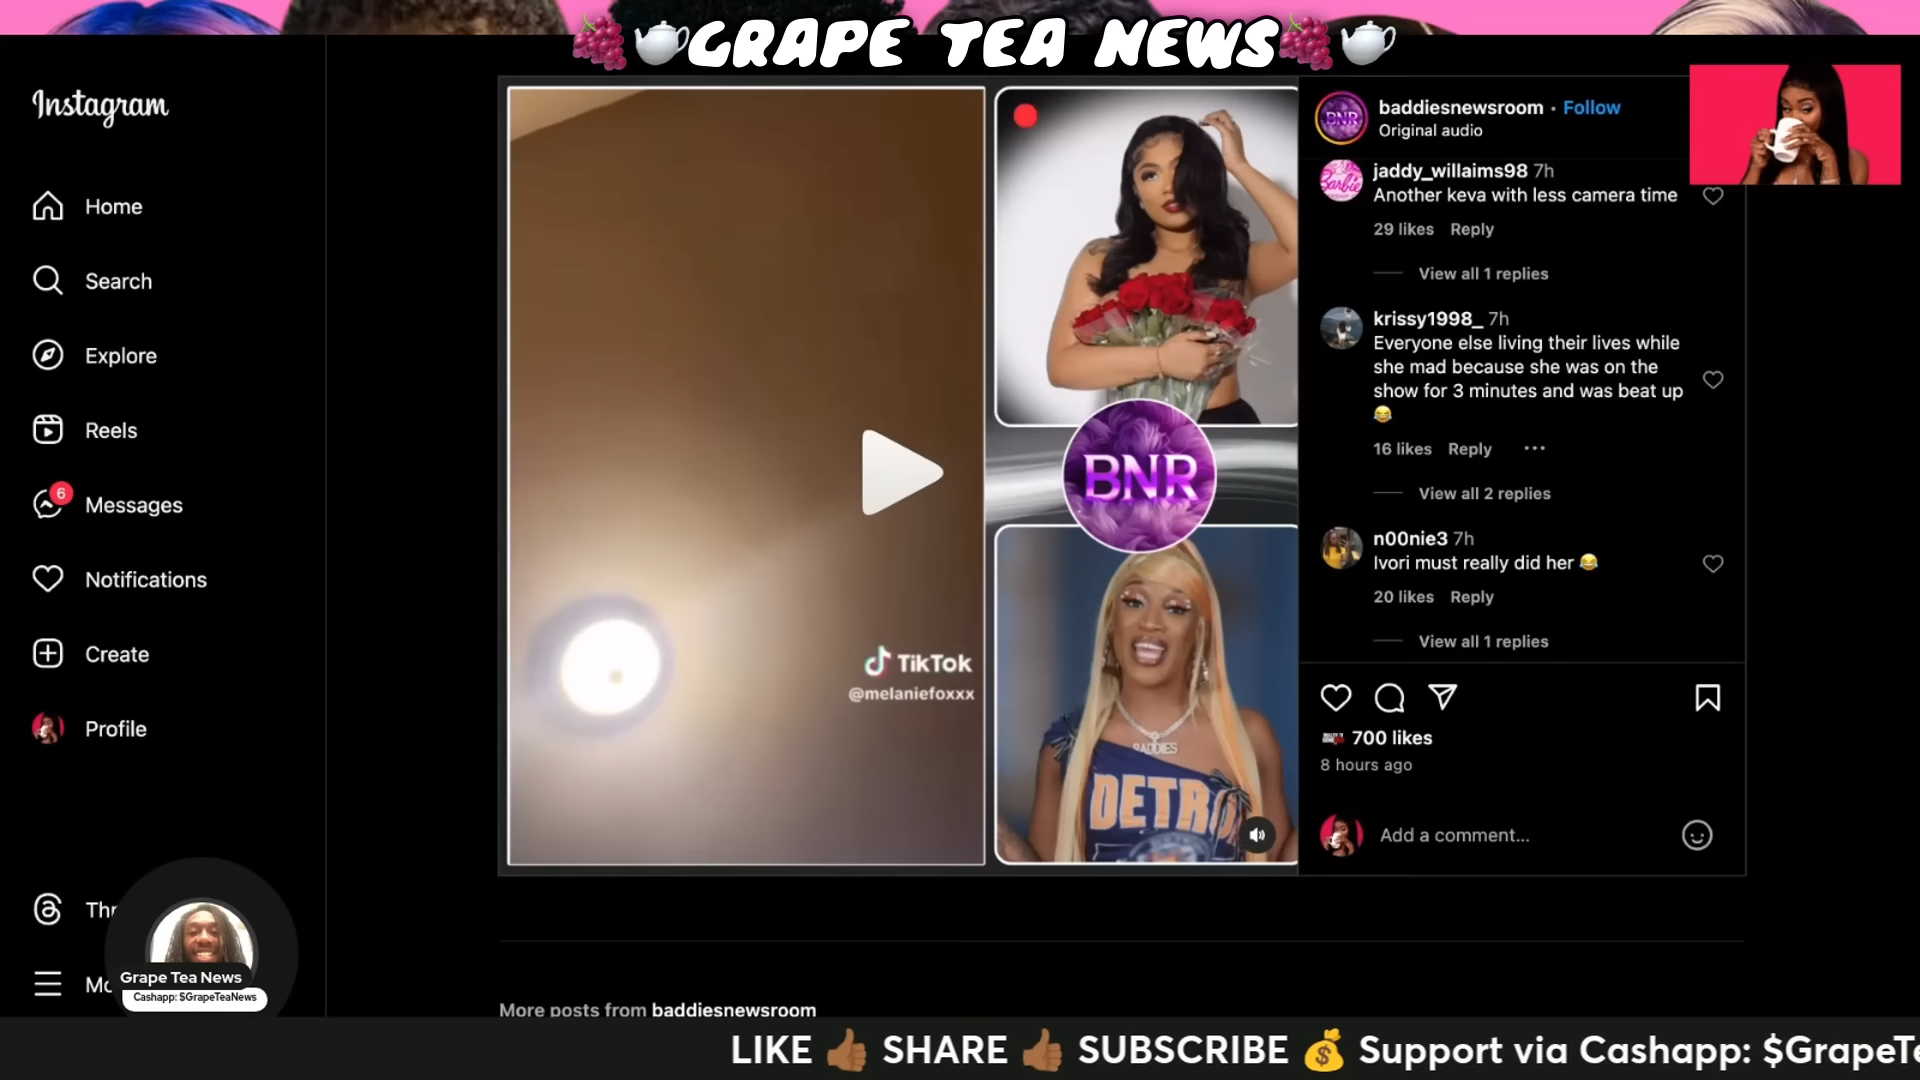 🍇🫖GRAPE TEA NEWS🍇🫖
Instagram
Home
Search
Explore
Reels
6
Messages
Notifications
Create
Profile
Thr
Mo
Grape Tea News
Cashapp: $GrapeTeaNews
BNR
TikTok
@melaniefoxxx
BADDIES
DETRO
BNR
baddiesnewsroom · Follow
Original audio
Barbie
jaddy_willaims98 7h
Another keva with less camera time
29 likes Reply
View all 1 replies
krissy1998_ 7h
Everyone else living their lives while
she mad because she was on the
show for 3 minutes and was beat up
😂
16 likes Reply ...
View all 2 replies
n00nie3 7h
Ivori must really did her 😂
20 likes Reply
View all 1 replies
700 likes
8 hours ago
Add a comment...
More posts from baddiesnewsroom
LIKE 👍🏾 SHARE 👍🏾 SUBSCRIBE 💰 Support via Cashapp: $GrapeTe